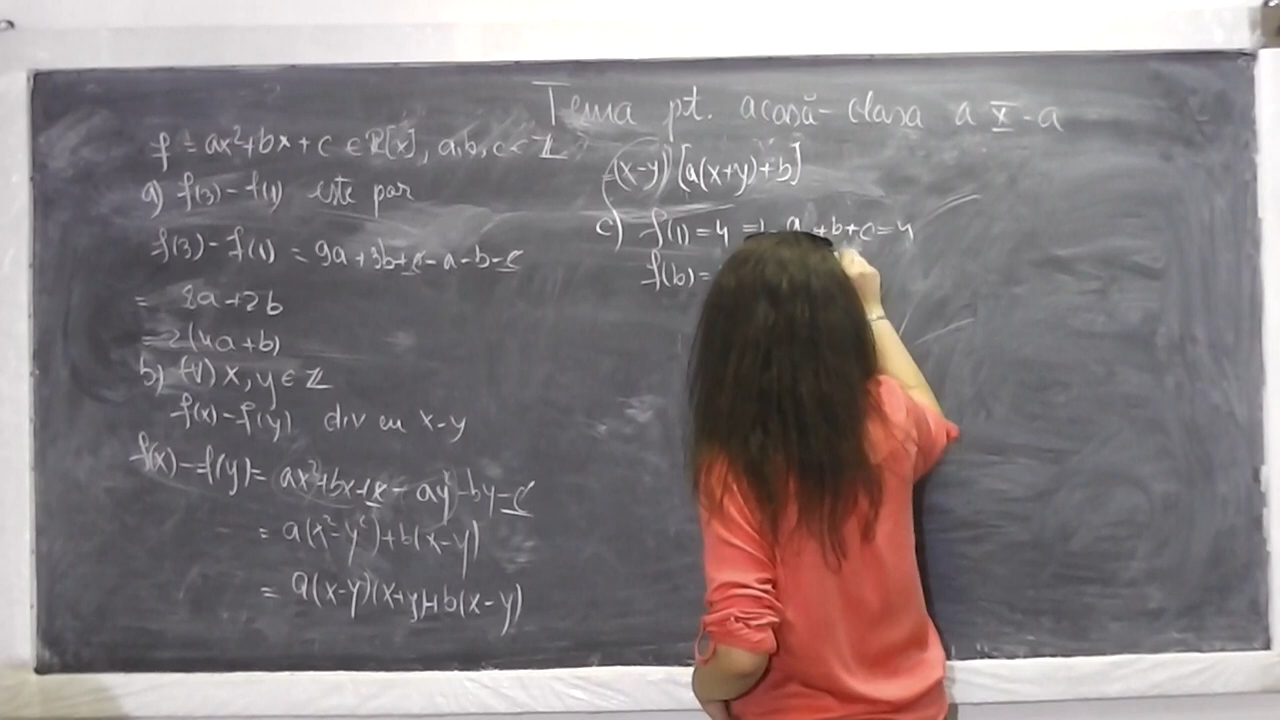 Tema pt. acasă - clasa a X-a
f = ax²+bx+c ∈ R[x], a,b,c ∈ Z
a) f(3)-f(1) este par
f(3)-f(1) = 9a+3b+c-a-b-c
= 8a+2b
= 2(4a+b)
b) (∀) x,y ∈ Z
f(x)-f(y) div cu x-y
f(x)-f(y)= ax²+bx+c - ay²-by-c
= a(x²-y²)+b(x-y)
= a(x-y)(x+y)+b(x-y)
=(x-y)[a(x+y)+b]
c) f(1)=4 => a+b+c=4
f(b)=